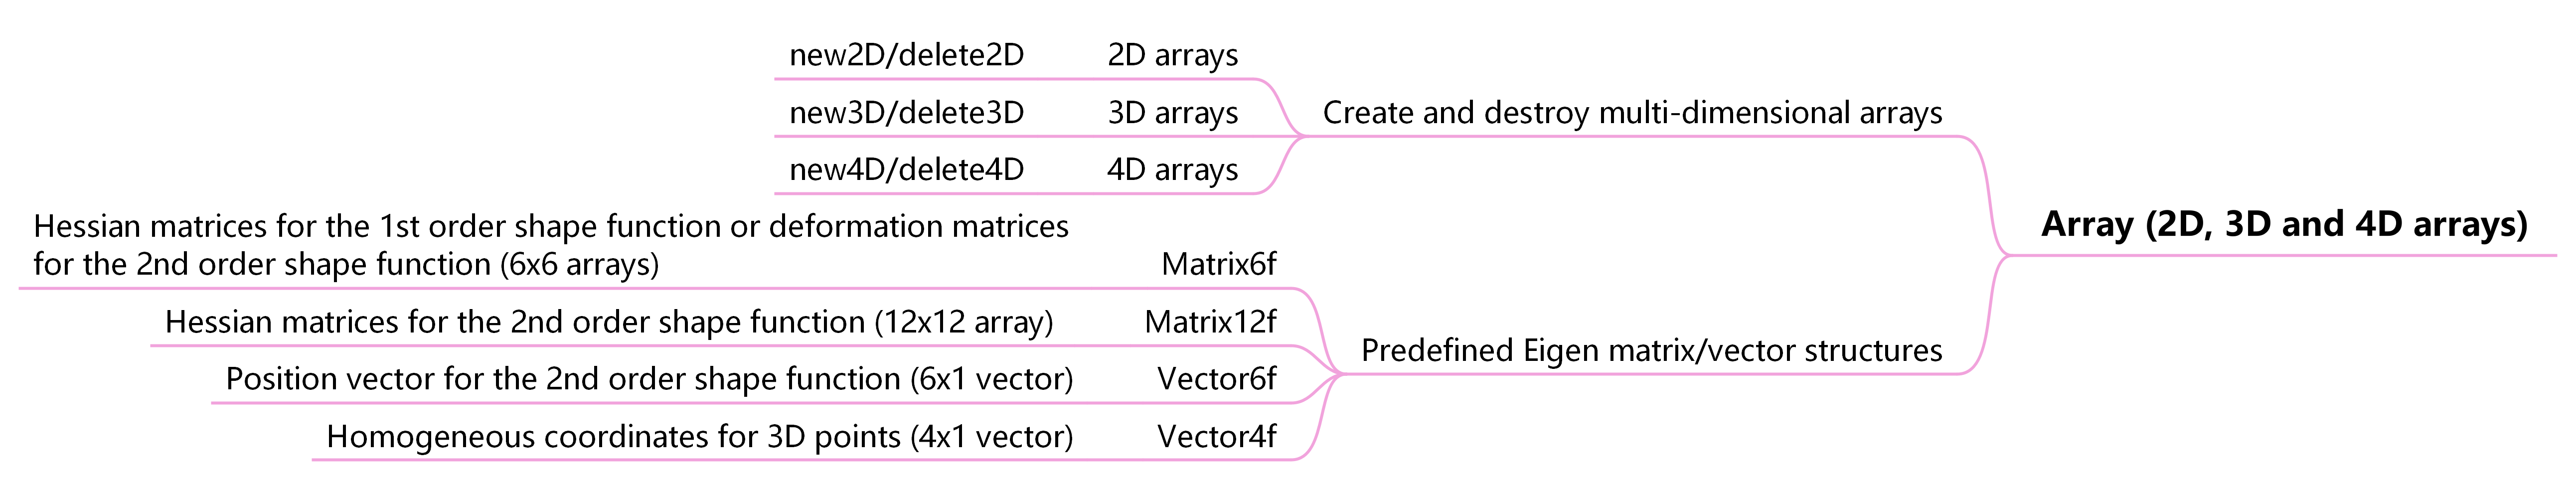 new2D/delete2D 2D arrays
new3D/delete3D 3D arrays
Create and destroy multi-dimensional arrays
new4D/delete4D 4D arrays
Array (2D, 3D and 4D arrays)
Hessian matrices for the 1st order shape function or deformation matrices
for the 2nd order shape function (6x6 arrays)
Matrix6f
Hessian matrices for the 2nd order shape function (12x12 array) Matrix12f
Predefined Eigen matrix/vector structures
Position vector for the 2nd order shape function (6x1 vector) Vector6f
Homogeneous coordinates for 3D points (4x1 vector) Vector4f